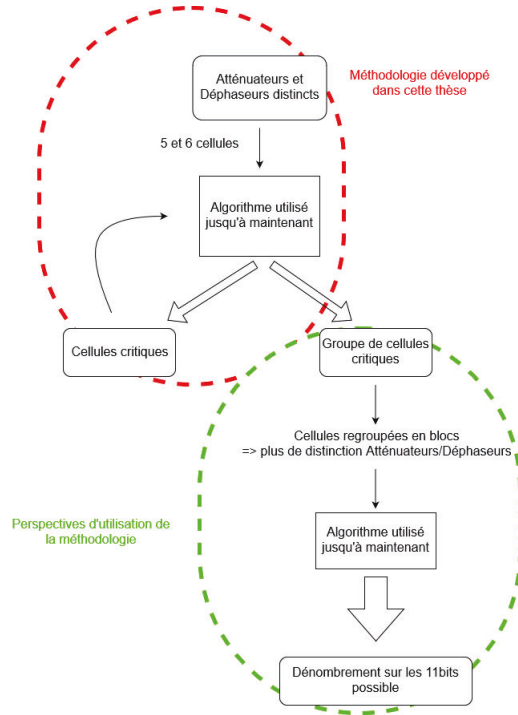 Atténuateurs et
Déphaseurs distincts
Méthodologie développé
dans cette thèse
5 et 6 cellules
Algorithme utilisé
jusqu'à maintenant
Cellules critiques
Groupe de cellules
critiques
Cellules regroupées en blocs
=> plus de distinction Atténuateurs/Déphaseurs
Perspectives d'utilisation de
la méthodologie
Algorithme utilisé
jusqu'à maintenant
Dénombrement sur les 11bits
possible